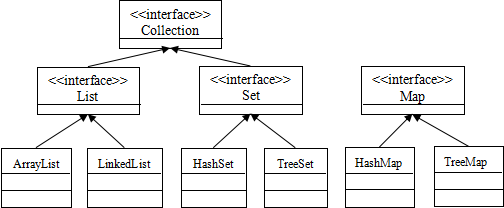 <<interface>>
Collection
<<interface>>
List
<<interface>>
Set
<<interface>>
Map
ArrayList
LinkedList
HashSet
TreeSet
HashMap
TreeMap